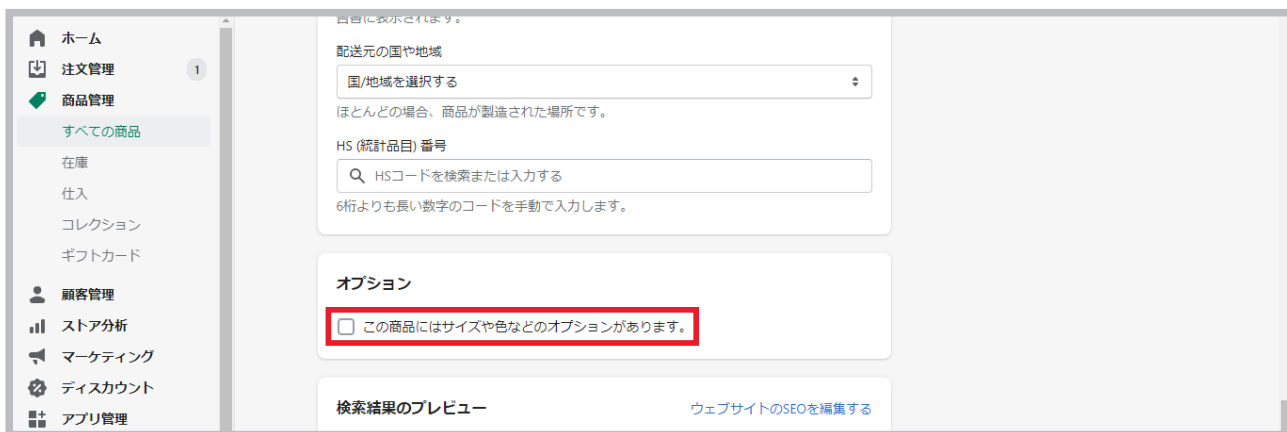 ホーム
注文管理 1
商品管理
すべての商品
在庫
仕入
コレクション
ギフトカード
顧客管理
ストア分析
マーケティング
ディスカウント
アプリ管理
告書に表示されます。
配送元の国や地域
国/地域を選択する
ほとんどの場合、商品が製造された場所です。
HS (統計品目) 番号
HSコードを検索または入力する
6桁よりも長い数字のコードを手動で入力します。
オプション
この商品にはサイズや色などのオプションがあります。
検索結果のプレビュー
ウェブサイトのSEOを編集する